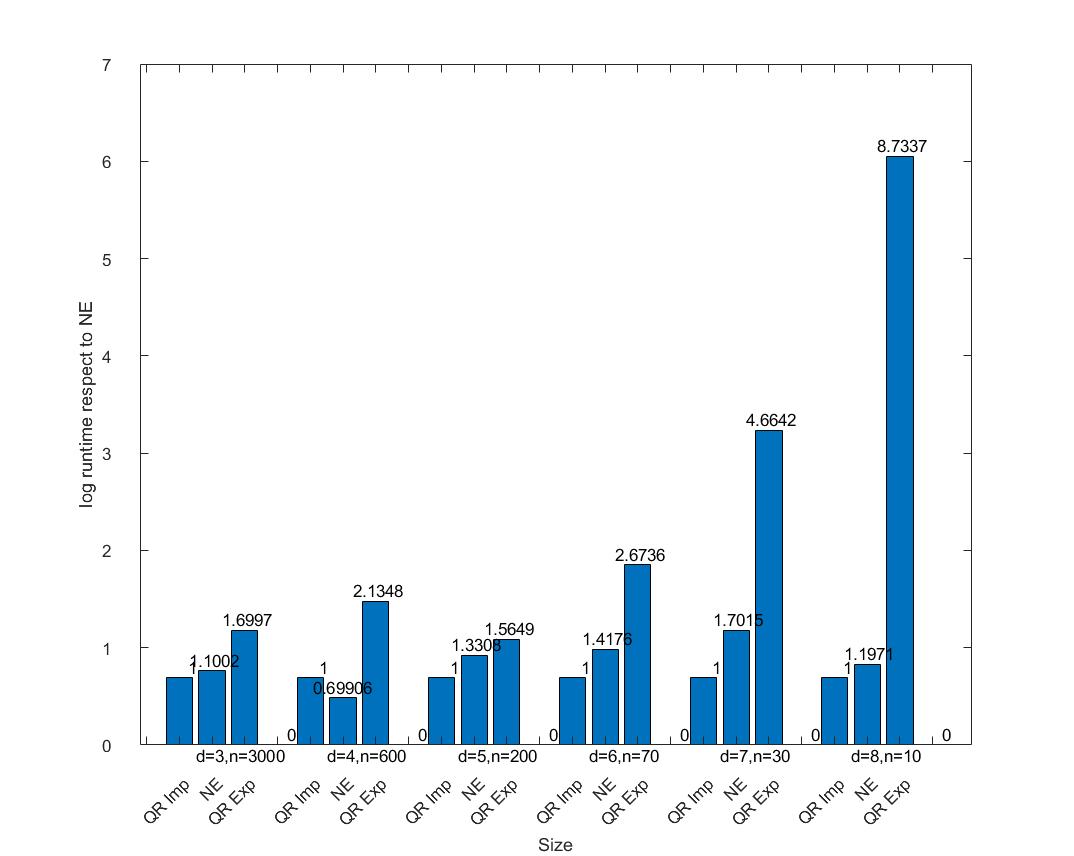 log runtime respect to NE
7
6
5
4
3
2
1
0
1 1.1002 1.6997
0 1 0.69906 2.1348
0 1 1.3308 1.5649
0 1 1.4176 2.6736
0 1 1.7015 4.6642
0 1 1.1971 8.7337
0
d=3,n=3000 d=4,n=600 d=5,n=200 d=6,n=70 d=7,n=30 d=8,n=10
QR Imp NE QR Exp QR Imp NE QR Exp QR Imp NE QR Exp QR Imp NE QR Exp QR Imp NE QR Exp QR Imp NE QR Exp
Size